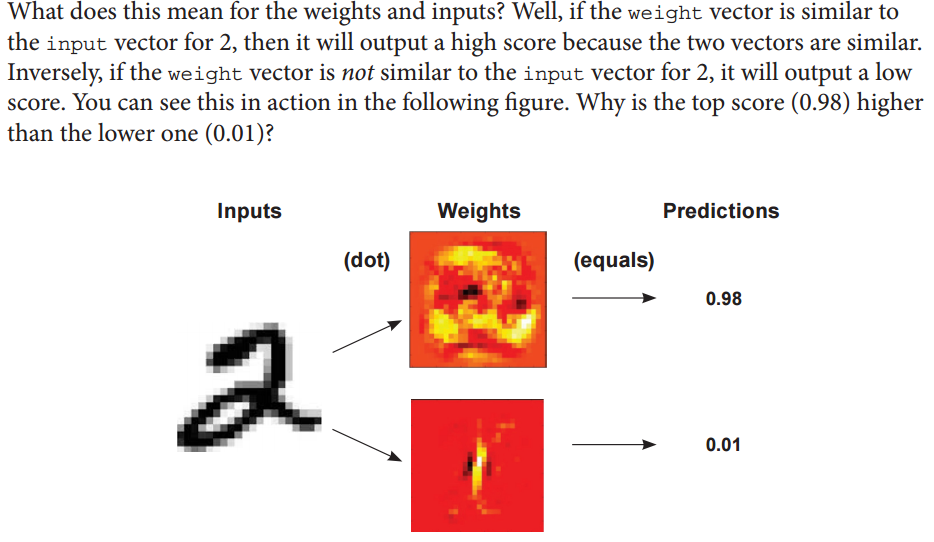 What does this mean for the weights and inputs? Well, if the weight vector is similar to
the input vector for 2, then it will output a high score because the two vectors are similar.
Inversely, if the weight vector is not similar to the input vector for 2, it will output a low
score. You can see this in action in the following figure. Why is the top score (0.98) higher
than the lower one (0.01)?
Inputs Weights Predictions
(dot) (equals)
0.98
2
0.01